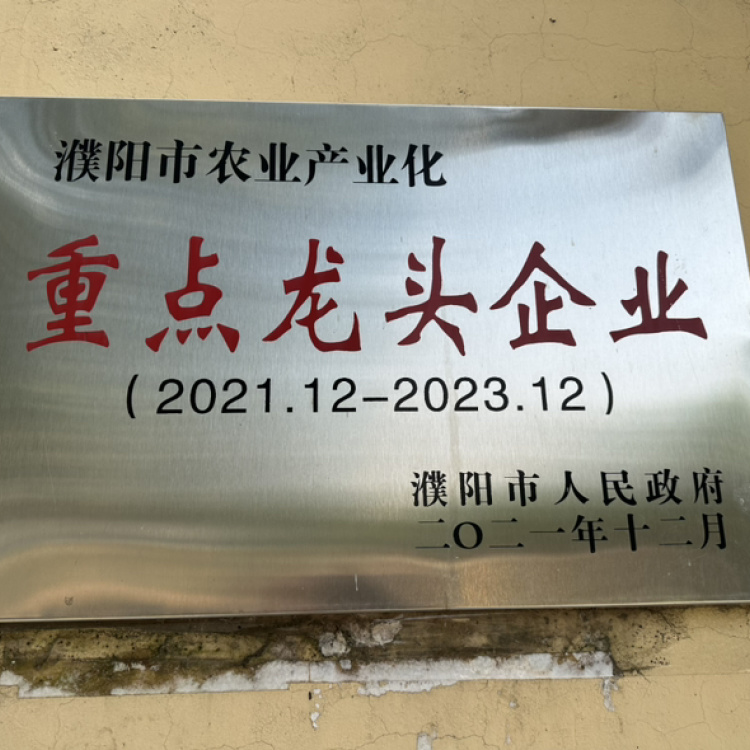 濮阳市农业产业化
重点龙头企业
(2021.12-2023.12)
濮阳市人民政府
二〇二一年十二月